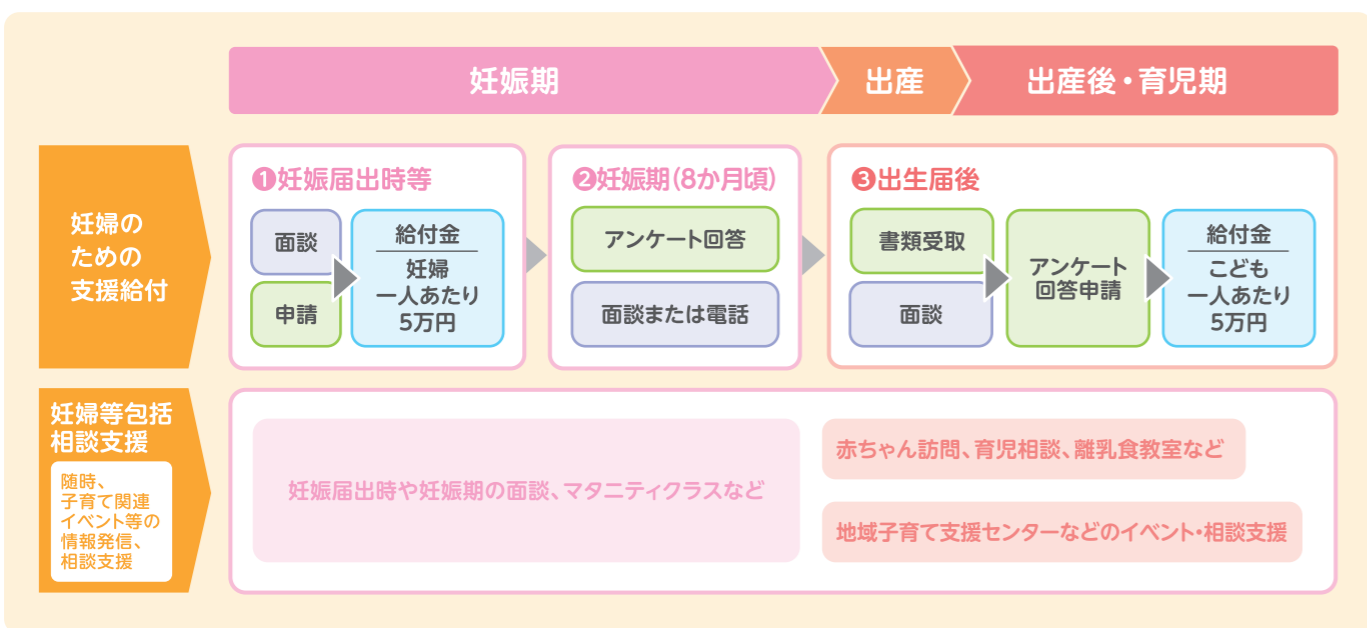 妊娠期
出産
出産後・育児期
妊婦の
ための
支援給付
❶妊娠届出時等
面談
申請
給付金
妊婦
一人あたり
5万円
❷妊娠期(8か月頃)
アンケート回答
面談または電話
❸出生届後
書類受取
面談
アンケート
回答申請
給付金
こども
一人あたり
5万円
妊婦等包括
相談支援
随時、
子育て関連
イベント等の
情報発信、
相談支援
妊娠届出時や妊娠期の面談、マタニティクラスなど
赤ちゃん訪問、育児相談、離乳食教室など
地域子育て支援センターなどのイベント・相談支援